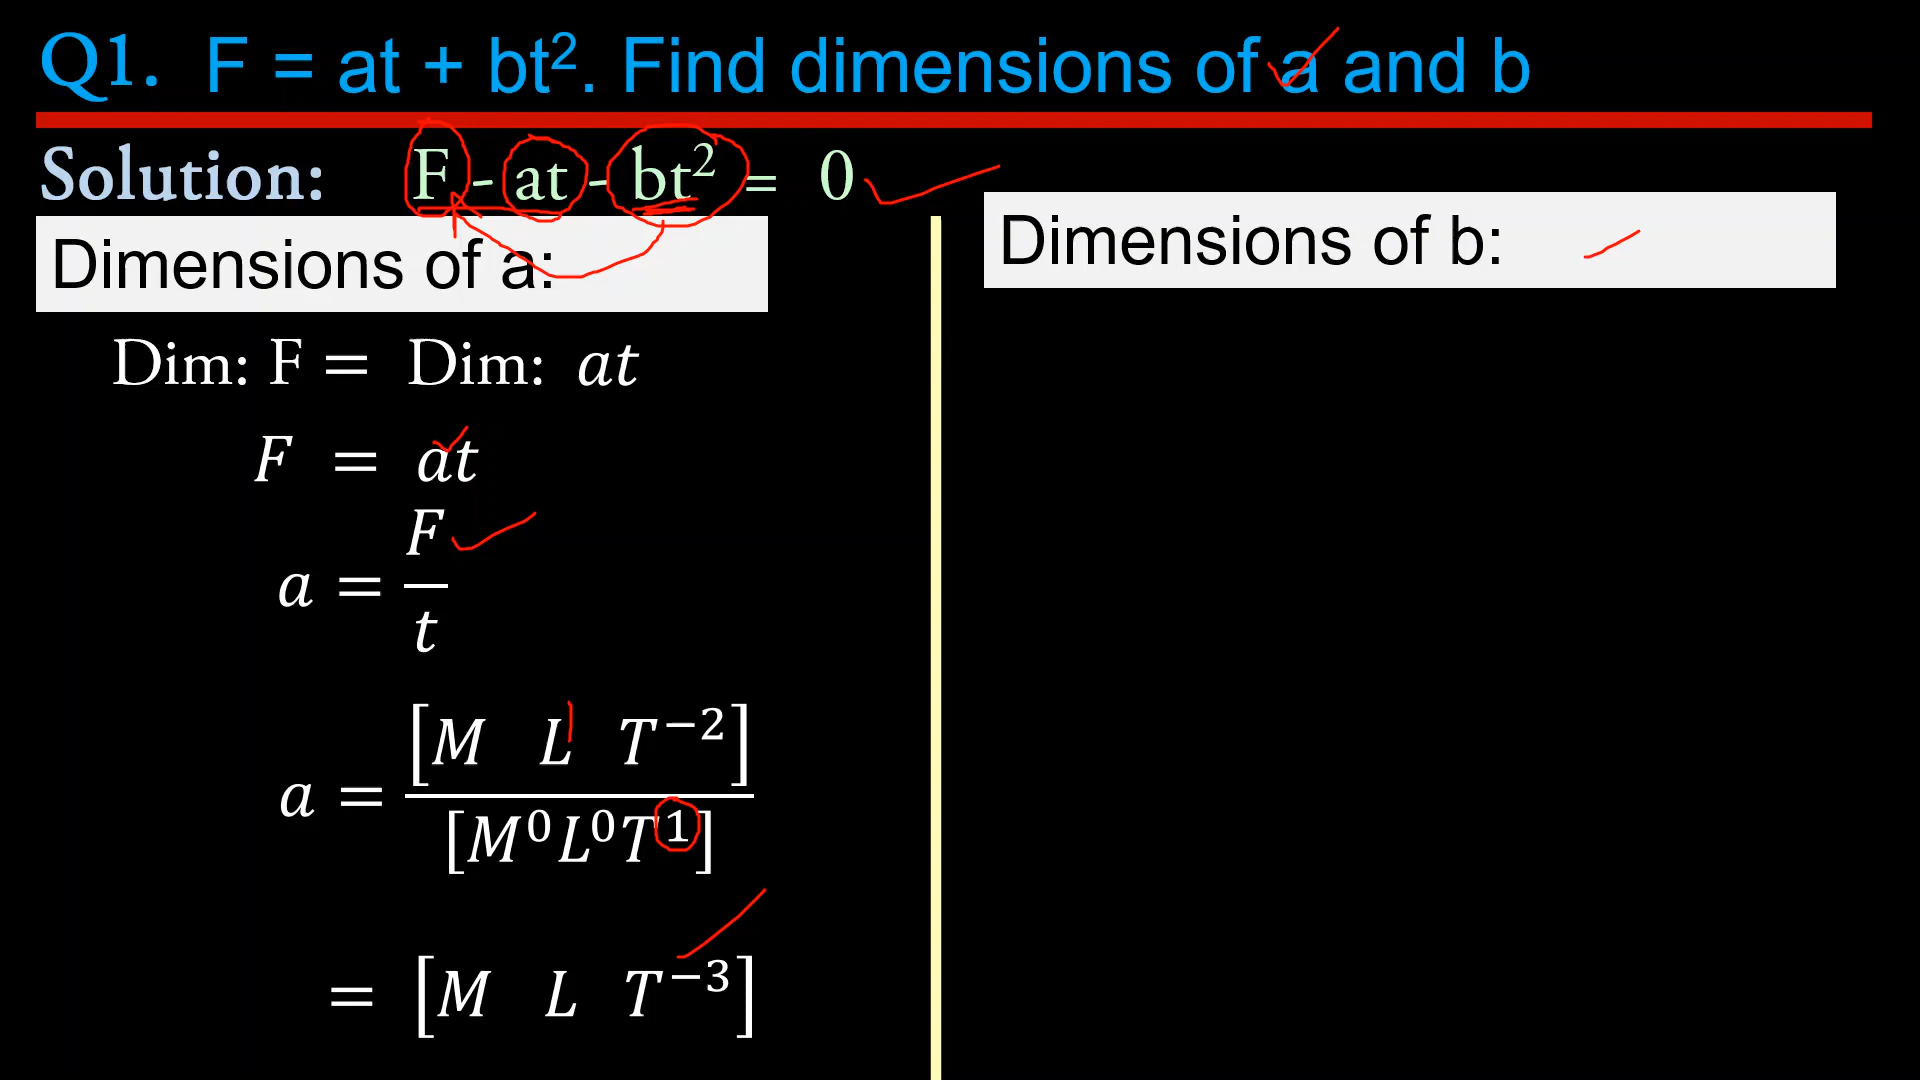 Q1. F = at + bt². Find dimensions of a and b
Solution: F - at - bt² = 0
Dimensions of a:
Dim: F = Dim: at
F = at
a = F/t
a = [M L T⁻²]/[M⁰L⁰T¹]
= [M L T⁻³]
Dimensions of b: